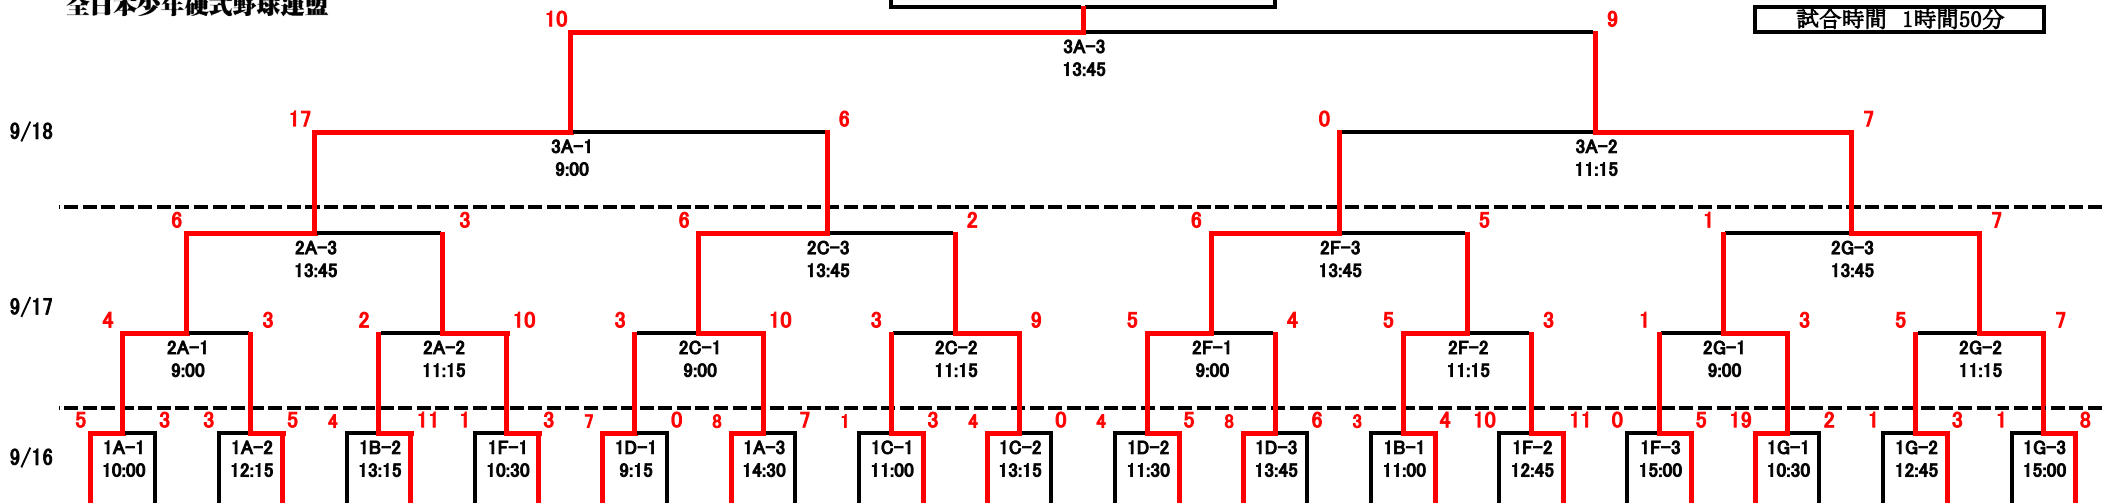 全日本少年硬式野球連盟
試合時間 1時間50分
10 9
3A-3
13:45
9/18
17 6 0 7
3A-1 3A-2
9:00 11:15
6 3 6 2 6 5 1 7
2A-3 2C-3 2F-3 2G-3
13:45 13:45 13:45 13:45
9/17
4 3 2 10 3 10 3 9 5 4 5 3 1 3 5 7
2A-1 2A-2 2C-1 2C-2 2F-1 2F-2 2G-1 2G-2
9:00 11:15 9:00 11:15 9:00 11:15 9:00 11:15
5 3 3 5 4 11 1 3 7 0 8 7 1 3 4 0 4 5 8 6 3 4 10 11 0 5 19 2 1 3 1 8
9/16
1A-1 1A-2 1B-2 1F-1 1D-1 1A-3 1C-1 1C-2 1D-2 1D-3 1B-1 1F-2 1F-3 1G-1 1G-2 1G-3
10:00 12:15 13:15 10:30 9:15 14:30 11:00 13:15 11:30 13:45 11:00 12:45 15:00 10:30 12:45 15:00